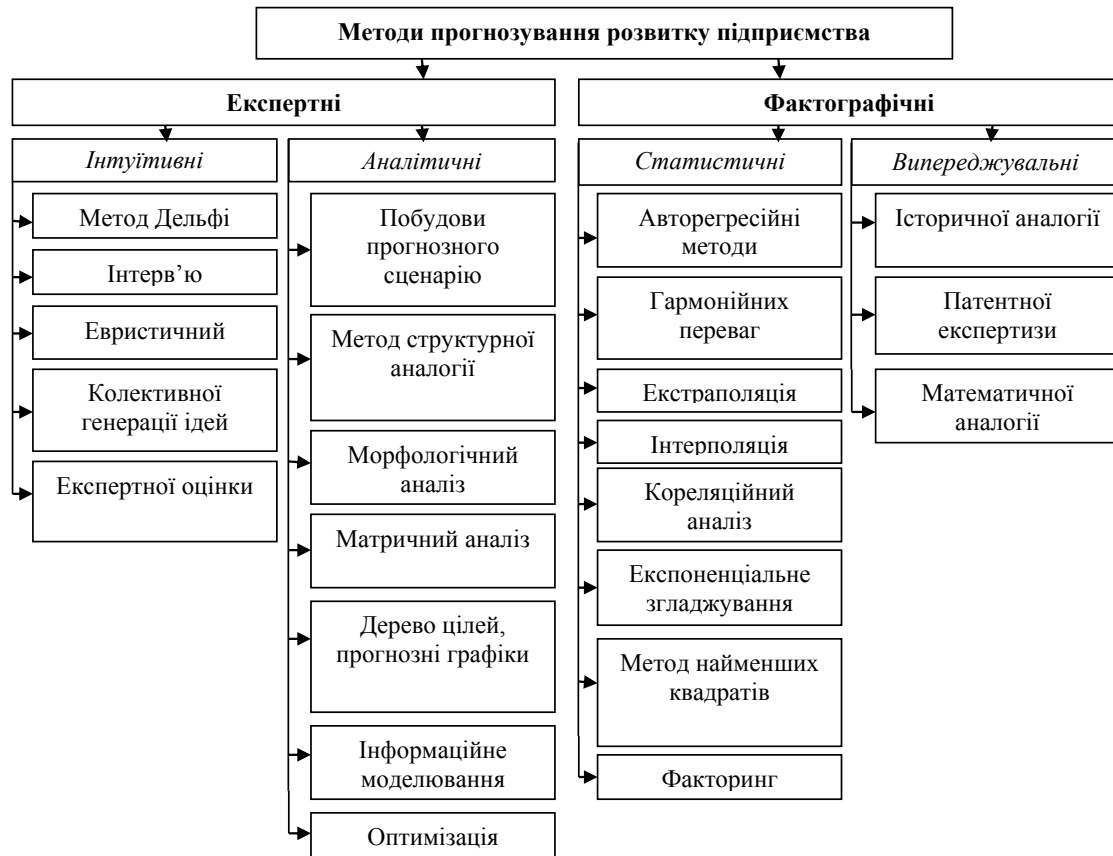 Методи прогнозування розвитку підприємства
Експертні
Фактографічні
Інтуїтивні
Аналітичні
Статистичні
Випереджувальні
Метод Дельфі
Інтерв’ю
Евристичний
Колективної
генерації ідей
Експертної оцінки
Побудови
прогнозного
сценарію
Метод структурної
аналогії
Морфологічний
аналіз
Матричний аналіз
Дерево цілей,
прогнозні графіки
Інформаційне
моделювання
Оптимізація
Авторегресійні
методи
Гармонійних
переваг
Екстраполяція
Інтерполяція
Кореляційний
аналіз
Експоненціальне
згладжування
Метод найменших
квадратів
Факторинг
Історичної аналогії
Патентної
експертизи
Математичної
аналогії